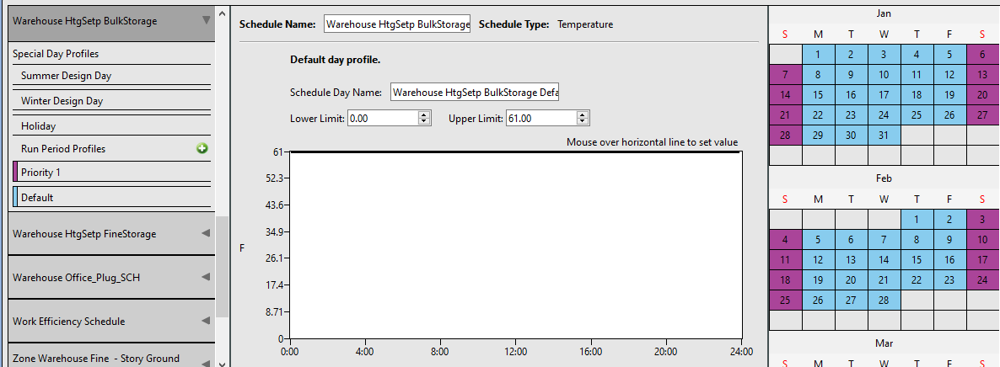 Warehouse HtgSetp BulkStorage
Special Day Profiles
Summer Design Day
Winter Design Day
Holiday
Run Period Profiles
Priority 1
Default
Warehouse HtgSetp FineStorage
Warehouse Office_Plug_SCH
Work Efficiency Schedule
Zone Warehouse Fine - Story Ground
Schedule Name: Warehouse HtgSetp BulkStorage Schedule Type: Temperature
Default day profile.
Schedule Day Name: Warehouse HtgSetp BulkStorage Defa
Lower Limit: 0.00 Upper Limit: 61.00
Mouse over horizontal line to set value
61
52.3
43.6
34.9
F
26.1
17.4
8.71
0
0:00 4:00 8:00 12:00 16:00 20:00 24:00
Jan
S M T W T F S
1 2 3 4 5 6
7 8 9 10 11 12 13
14 15 16 17 18 19 20
21 22 23 24 25 26 27
28 29 30 31
Feb
S M T W T F S
1 2 3
4 5 6 7 8 9 10
11 12 13 14 15 16 17
18 19 20 21 22 23 24
25 26 27 28
Mar
S M T W T F S